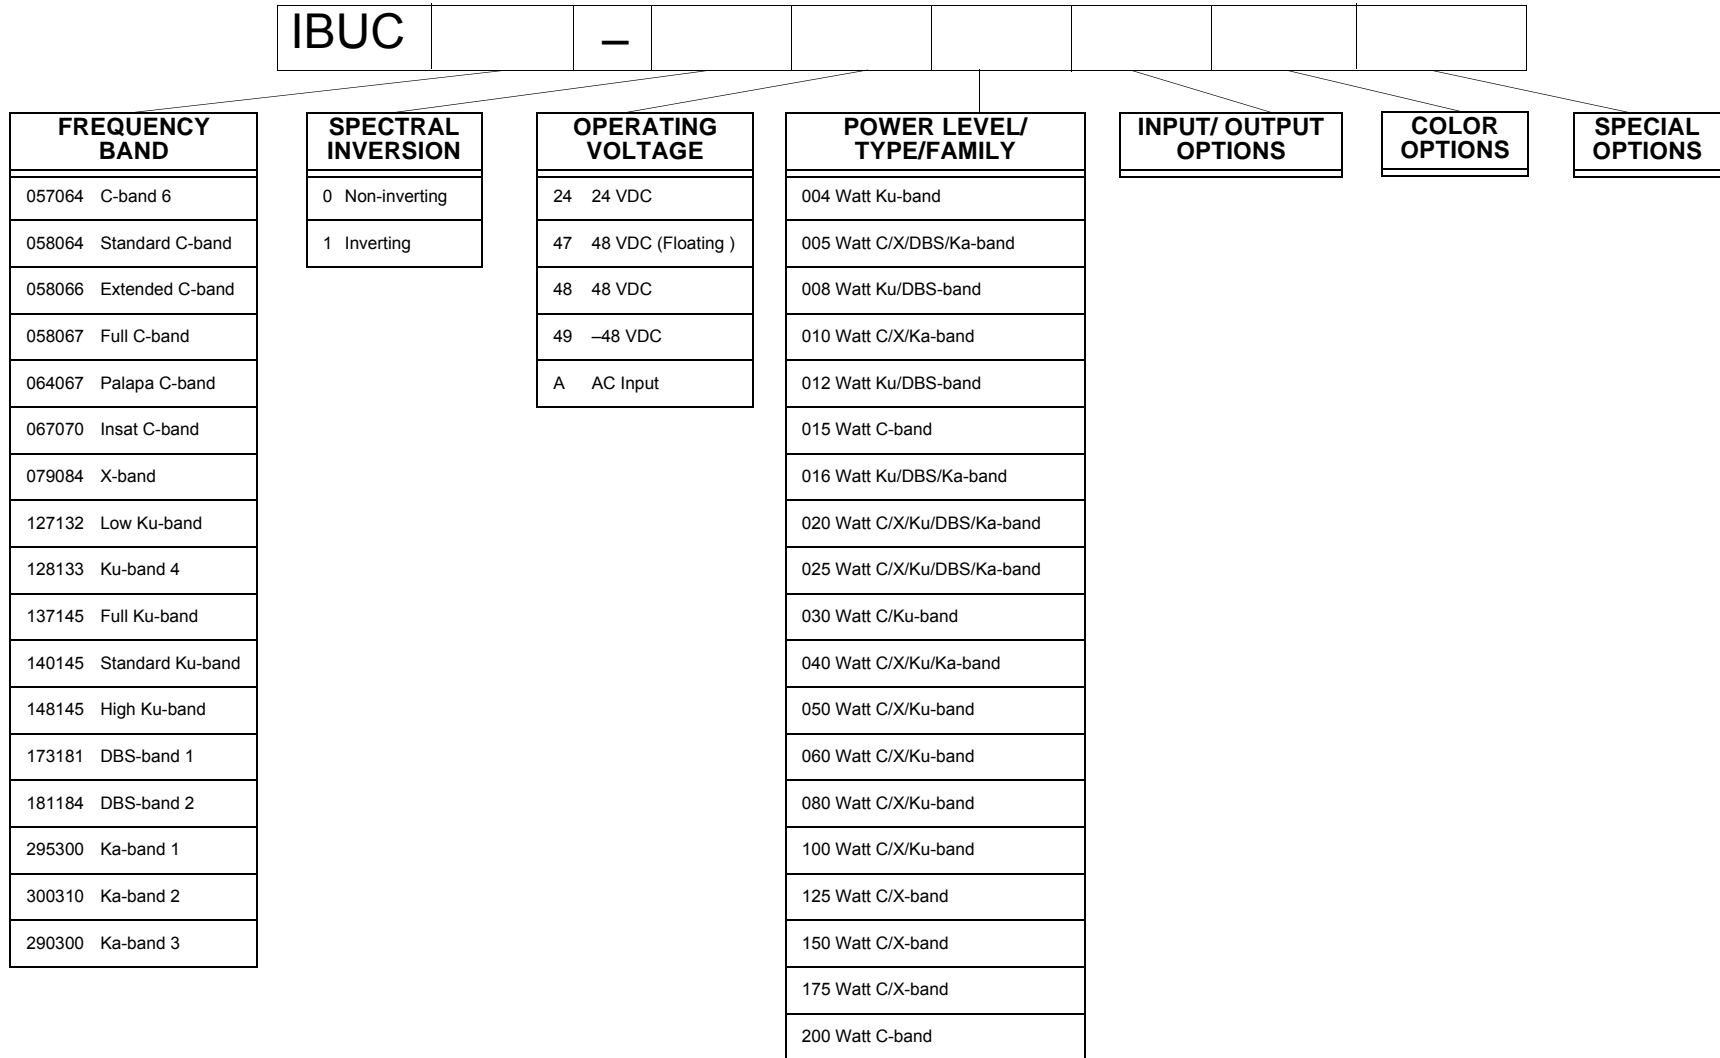 IBUC –
FREQUENCY
BAND
057064 C-band 6
058064 Standard C-band
058066 Extended C-band
058067 Full C-band
064067 Palapa C-band
067070 Insat C-band
079084 X-band
127132 Low Ku-band
128133 Ku-band 4
137145 Full Ku-band
140145 Standard Ku-band
148145 High Ku-band
173181 DBS-band 1
181184 DBS-band 2
295300 Ka-band 1
300310 Ka-band 2
290300 Ka-band 3
SPECTRAL
INVERSION
0 Non-inverting
1 Inverting
OPERATING
VOLTAGE
24 24 VDC
47 48 VDC (Floating )
48 48 VDC
49 –48 VDC
A AC Input
POWER LEVEL/
TYPE/FAMILY
004 Watt Ku-band
005 Watt C/X/DBS/Ka-band
008 Watt Ku/DBS-band
010 Watt C/X/Ka-band
012 Watt Ku/DBS-band
015 Watt C-band
016 Watt Ku/DBS/Ka-band
020 Watt C/X/Ku/DBS/Ka-band
025 Watt C/X/Ku/DBS/Ka-band
030 Watt C/Ku-band
040 Watt C/X/Ku/Ka-band
050 Watt C/X/Ku-band
060 Watt C/X/Ku-band
080 Watt C/X/Ku-band
100 Watt C/X/Ku-band
125 Watt C/X-band
150 Watt C/X-band
175 Watt C/X-band
200 Watt C-band
INPUT/ OUTPUT
OPTIONS
COLOR
OPTIONS
SPECIAL
OPTIONS